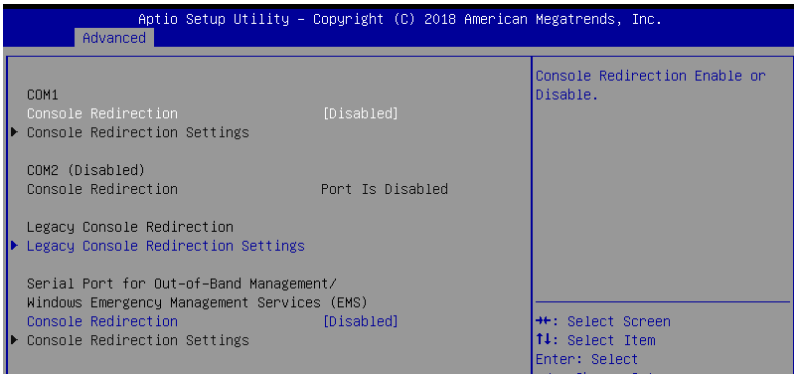 Aptio Setup Utility – Copyright (C) 2018 American Megatrends, Inc.
Advanced
COM1
Console Redirection [Disabled]
Console Redirection Settings
COM2 (Disabled)
Console Redirection Port Is Disabled
Legacy Console Redirection
Legacy Console Redirection Settings
Serial Port for Out-of-Band Management/
Windows Emergency Management Services (EMS)
Console Redirection [Disabled]
Console Redirection Settings
Console Redirection Enable or
Disable.
→←: Select Screen
↑↓: Select Item
Enter: Select